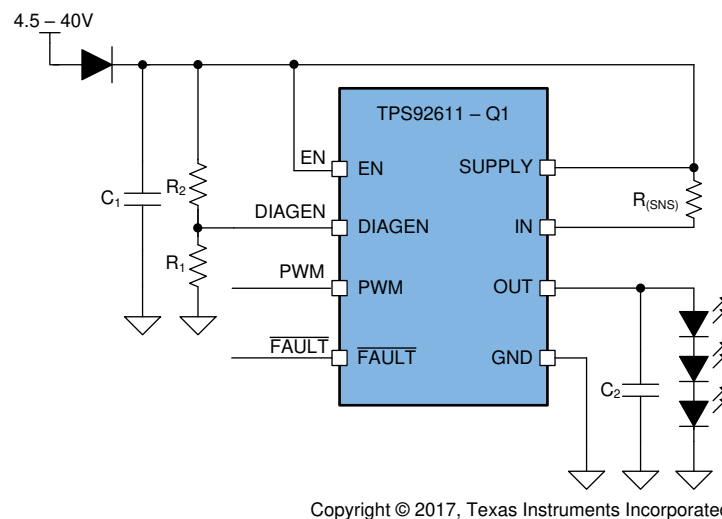 4.5 – 40V
TPS92611 – Q1
EN
EN
SUPPLY
R2
C1
R(SNS)
DIAGEN
DIAGEN
IN
R1
PWM
PWM
OUT
FAULT
FAULT
GND
C2
Copyright © 2017, Texas Instruments Incorporated